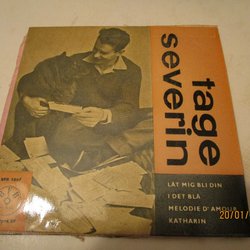 tage
severin
LÅT MIG BLI DIN
I DET BLÅ
MELODIE D'AMOUR
KATHARIN
20/01/